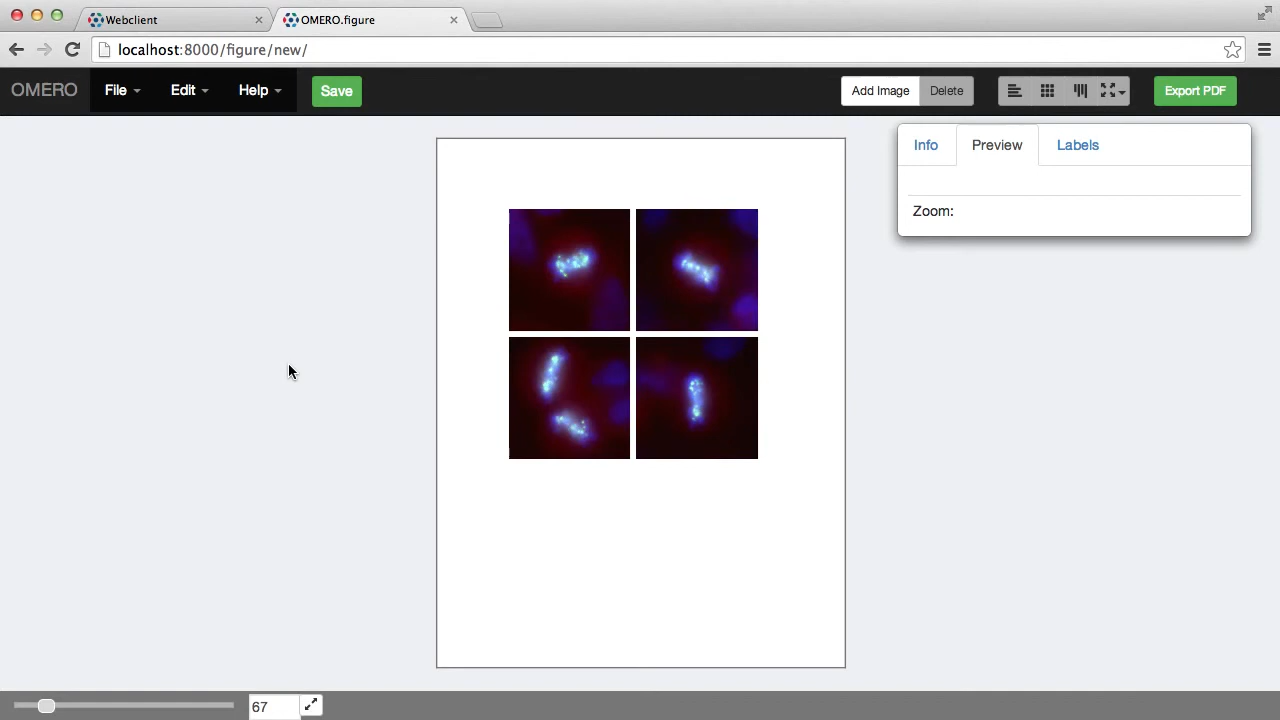 Webclient
OMERO.figure
localhost:8000/figure/new/
OMERO File Edit Help Save Add Image Delete Export PDF
Info Preview Labels
Zoom:
67